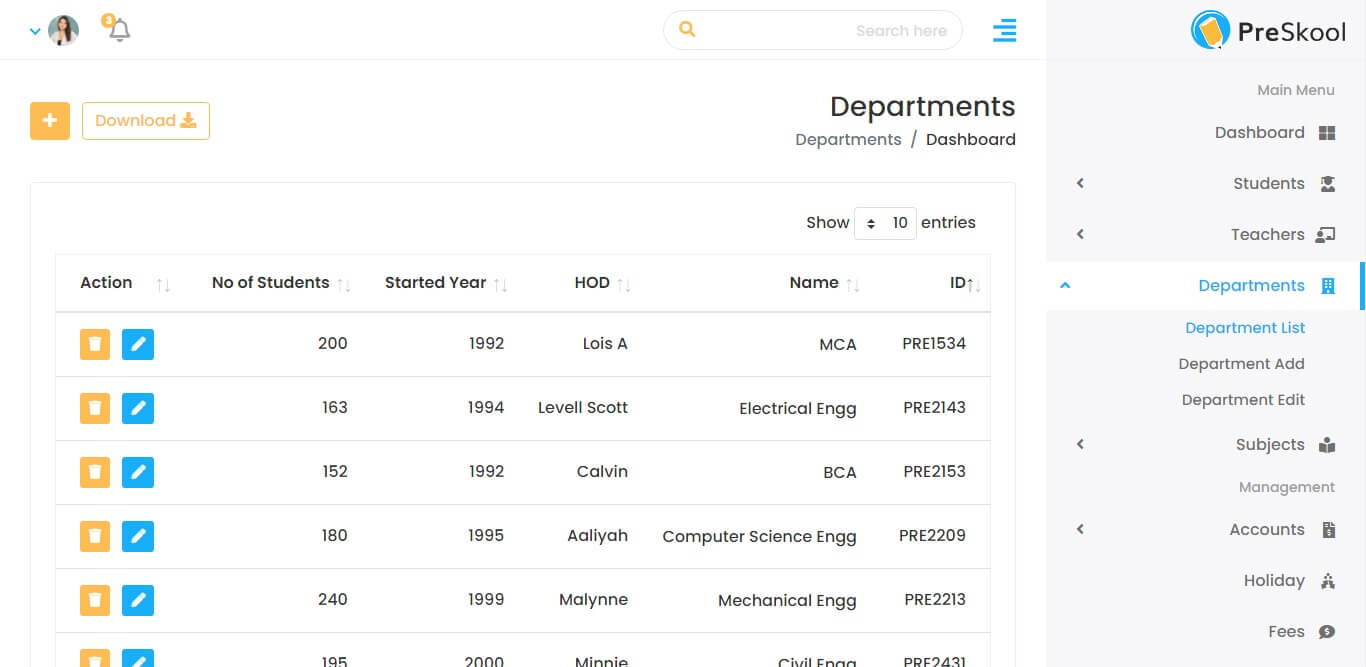 PreSkool
Search here
3
Main Menu
Dashboard
Students
Teachers
Departments
Department List
Department Add
Department Edit
Subjects
Management
Accounts
Holiday
Fees
Departments
Departments / Dashboard
Download
Show 10 entries
Action No of Students Started Year HOD Name ID
200 1992 Lois A MCA PRE1534
163 1994 Levell Scott Electrical Engg PRE2143
152 1992 Calvin BCA PRE2153
180 1995 Aaliyah Computer Science Engg PRE2209
240 1999 Malynne Mechanical Engg PRE2213
195 2000 Minnie Civil Engg PRE2431